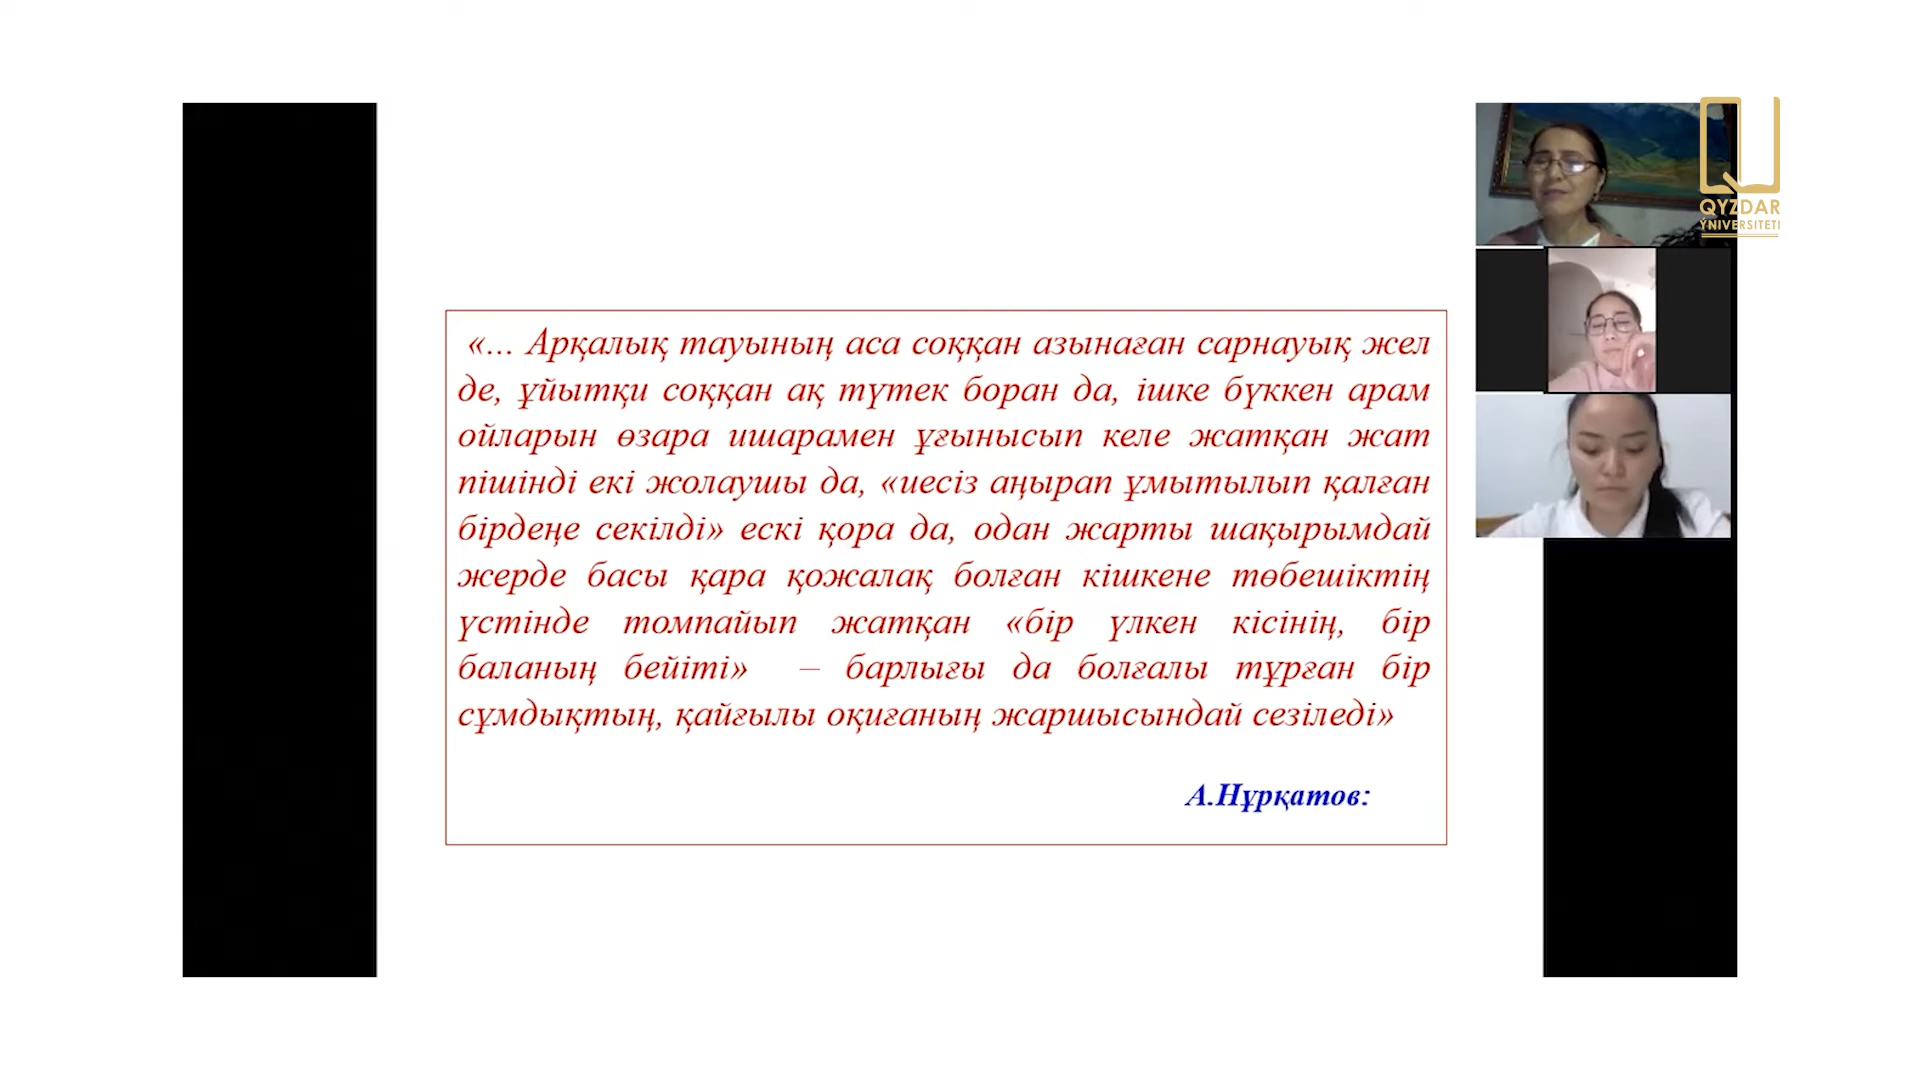 «... Арқалық тауының аса соққан азынаған сарнауық жел
де, ұйытқи соққан ақ түтек боран да, ішке бүккен арам
ойларын өзара ишарамен ұғынысып келе жатқан жат
пішінді екі жолаушы да, «иесіз аңырап ұмытылып қалған
бірдеңе секілді» ескі қора да, одан жарты шақырымдай
жерде басы қара қожалақ болған кішкене төбешіктің
үстінде томпайып жатқан «бір үлкен кісінің, бір
баланың бейіті» – барлығы да болғалы тұрған бір
сұмдықтың, қайғылы оқиғаның жаршысындай сезіледі»
А.Нұрқатов:
QYZDAR
ÝNIVERSITETI